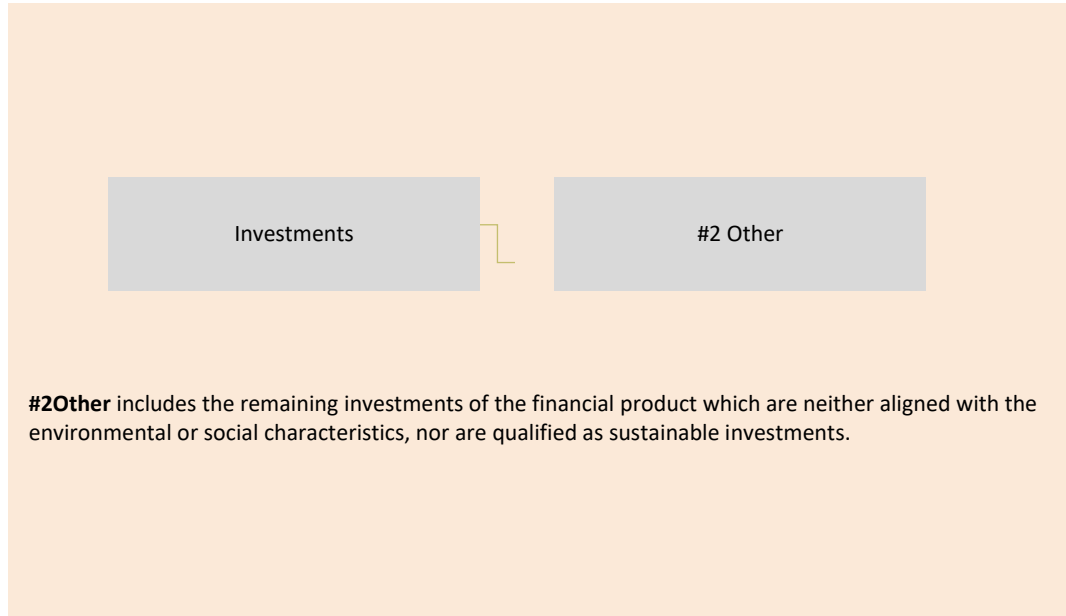 Investments
#2 Other
#2Other includes the remaining investments of the financial product which are neither aligned with the
environmental or social characteristics, nor are qualified as sustainable investments.